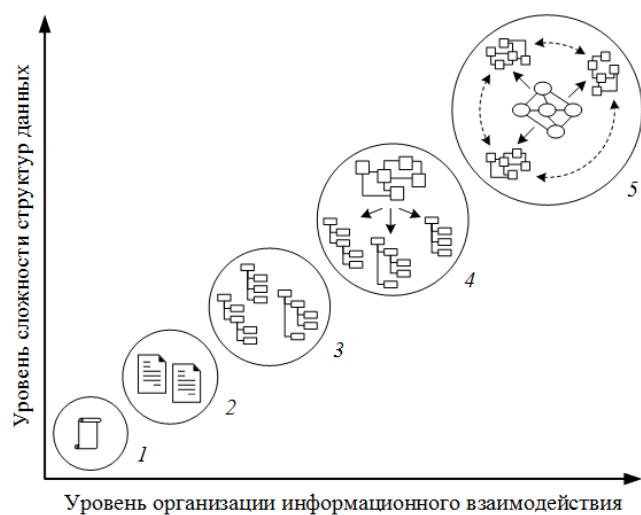 Уровень сложности структур данных
5
4
3
2
1
Уровень организации информационного взаимодействия